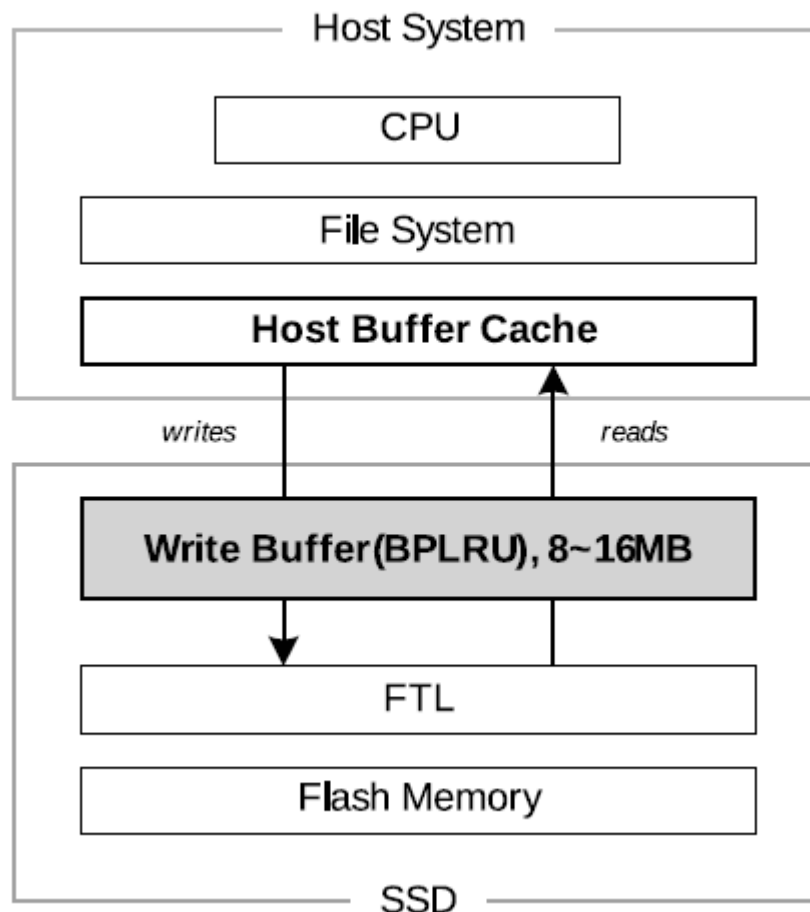 Host System
CPU
File System
Host Buffer Cache
writes
reads
Write Buffer(BPLRU), 8~16MB
FTL
Flash Memory
SSD